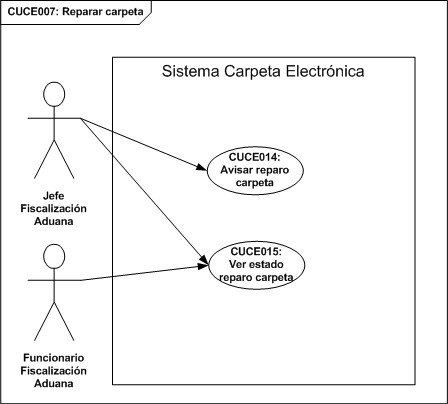 CUCE007: Reparar carpeta
Sistema Carpeta Electrónica
CUCE014:
Avisar reparo
carpeta
Jefe
Fiscalización
Aduana
CUCE015:
Ver estado
reparo carpeta
Funcionario
Fiscalización
Aduana